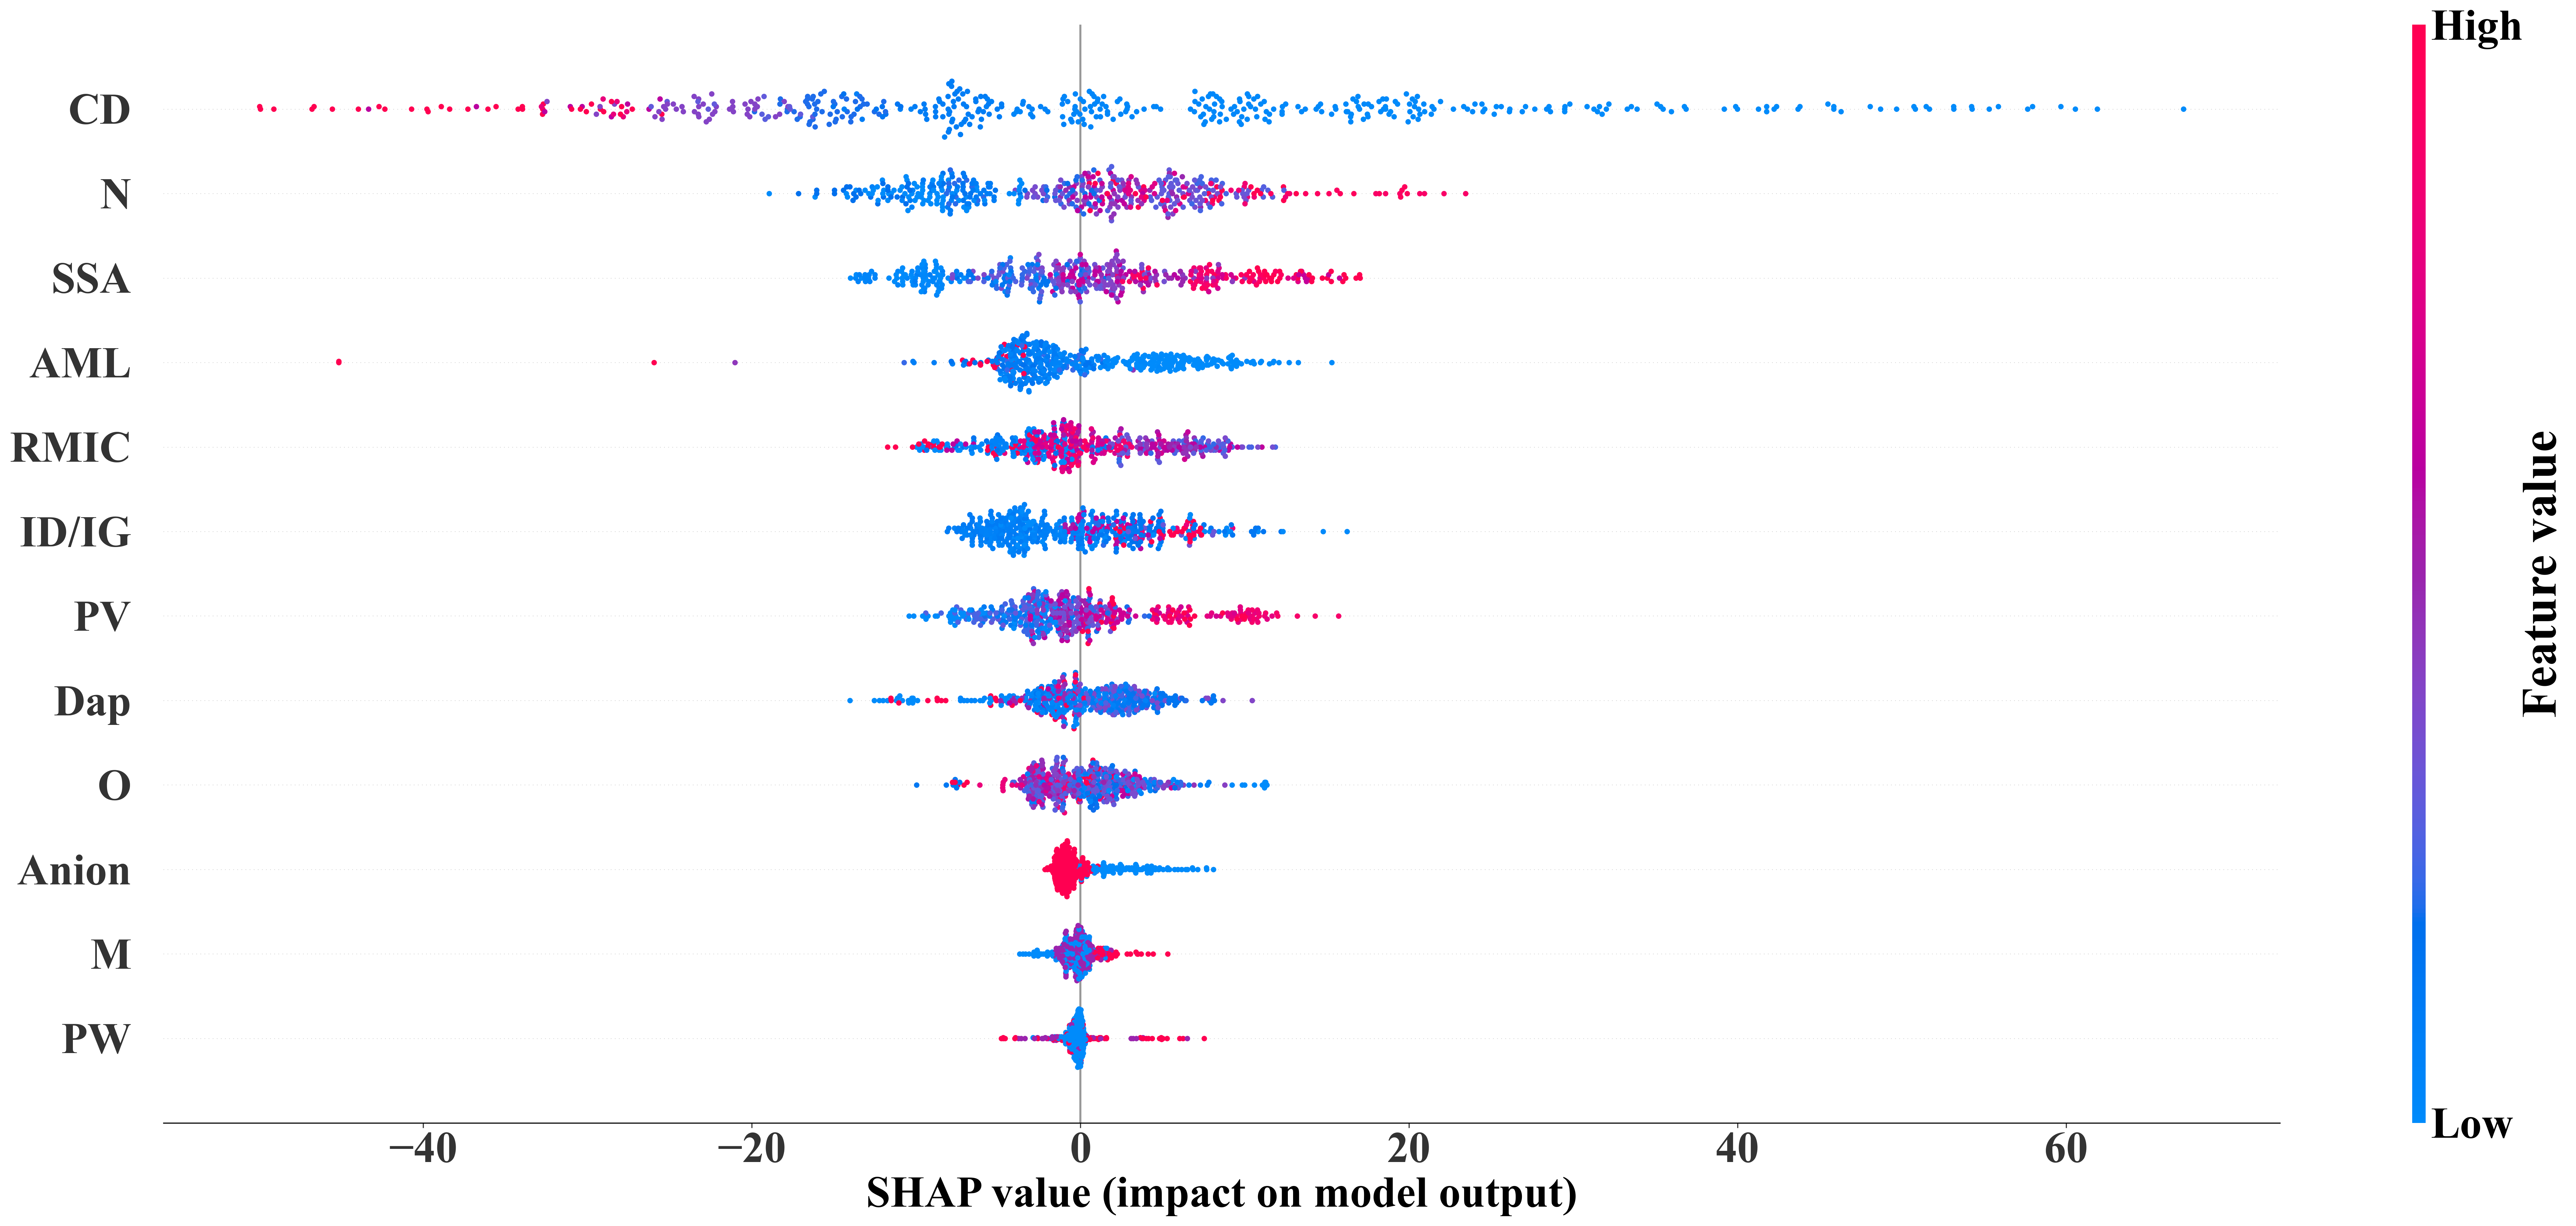 High
CD
N
SSA
AML
RMIC
ID/IG
PV
Dap
O
Anion
M
PW
Feature value
Low
−40 −20 0 20 40 60
SHAP value (impact on model output)